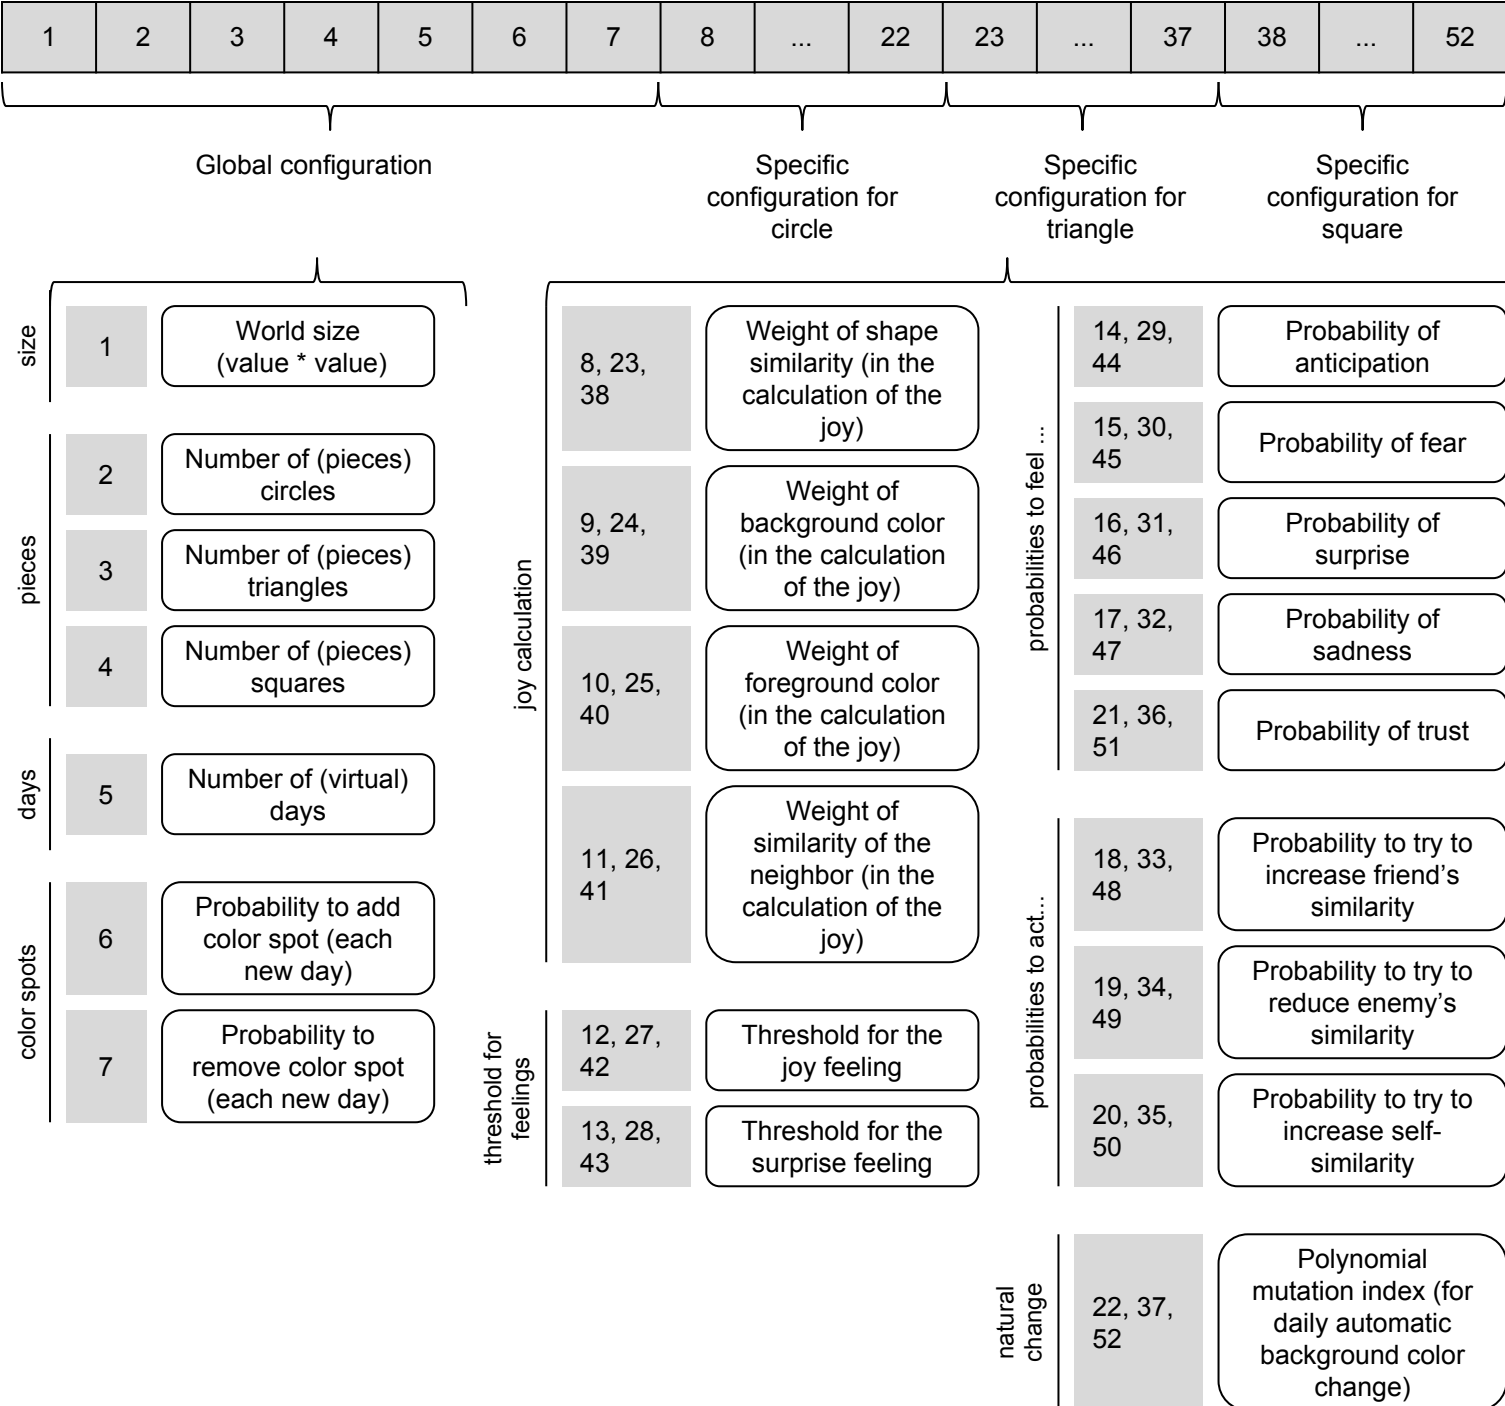 1 2 3 4 5 6 7 8 ... 22 23 ... 37 38 ... 52
Global configuration
Specific
configuration for
circle
Specific
configuration for
triangle
Specific
configuration for
square
size
1
World size
(value * value)
pieces
2
Number of (pieces)
circles
3
Number of (pieces)
triangles
4
Number of (pieces)
squares
days
5
Number of (virtual)
days
color spots
6
Probability to add
color spot (each
new day)
7
Probability to
remove color spot
(each new day)
joy calculation
8, 23,
38
Weight of shape
similarity (in the
calculation of the
joy)
9, 24,
39
Weight of
background color
(in the calculation
of the joy)
10, 25,
40
Weight of
foreground color
(in the calculation
of the joy)
11, 26,
41
Weight of
similarity of the
neighbor (in the
calculation of the
joy)
threshold for
feelings
12, 27,
42
Threshold for the
joy feeling
13, 28,
43
Threshold for the
surprise feeling
probabilities to feel ...
14, 29,
44
Probability of
anticipation
15, 30,
45
Probability of fear
16, 31,
46
Probability of
surprise
17, 32,
47
Probability of
sadness
21, 36,
51
Probability of trust
probabilities to act...
18, 33,
48
Probability to try to
increase friend's
similarity
19, 34,
49
Probability to try to
reduce enemy's
similarity
20, 35,
50
Probability to try to
increase self-
similarity
natural
change
22, 37,
52
Polynomial
mutation index (for
daily automatic
background color
change)